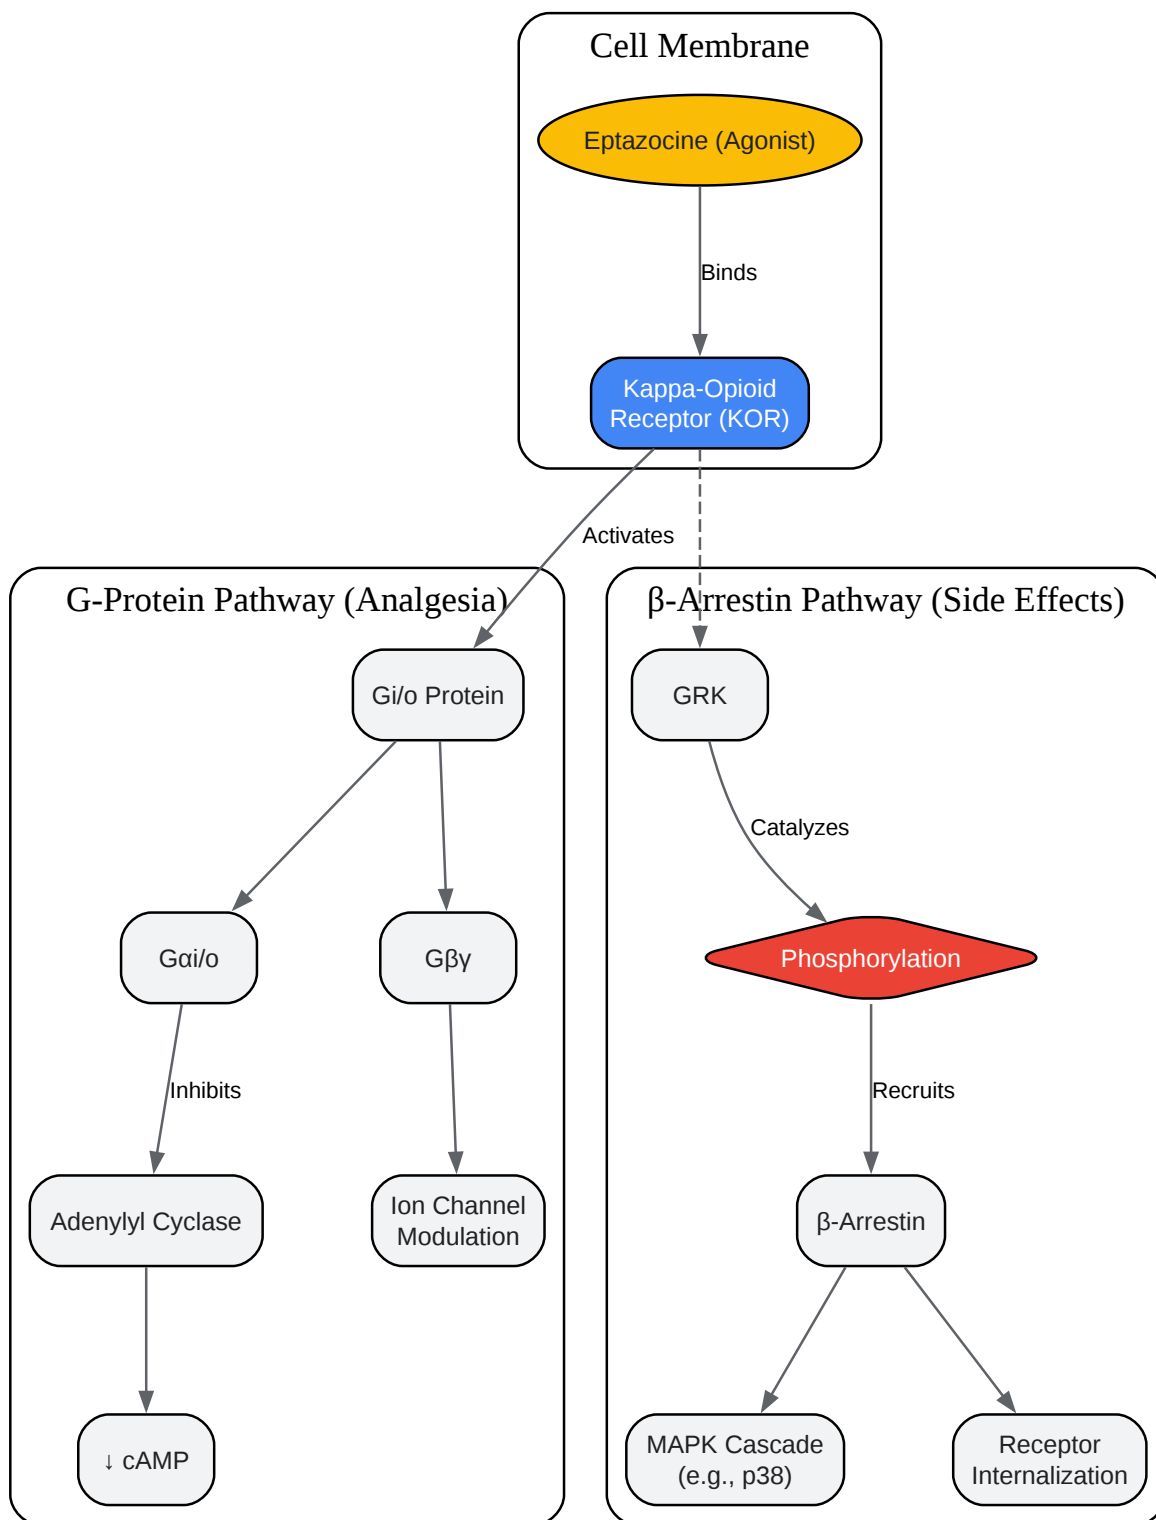 Cell Membrane
Eptazocine (Agonist)
Binds
Kappa-Opioid
Receptor (KOR)
Activates
G-Protein Pathway (Analgesia)
Gi/o Protein
Gαi/o
Gβγ
Inhibits
Adenylyl Cyclase
Ion Channel
Modulation
↓ cAMP
β-Arrestin Pathway (Side Effects)
GRK
Catalyzes
Phosphorylation
Recruits
β-Arrestin
MAPK Cascade
(e.g., p38)
Receptor
Internalization